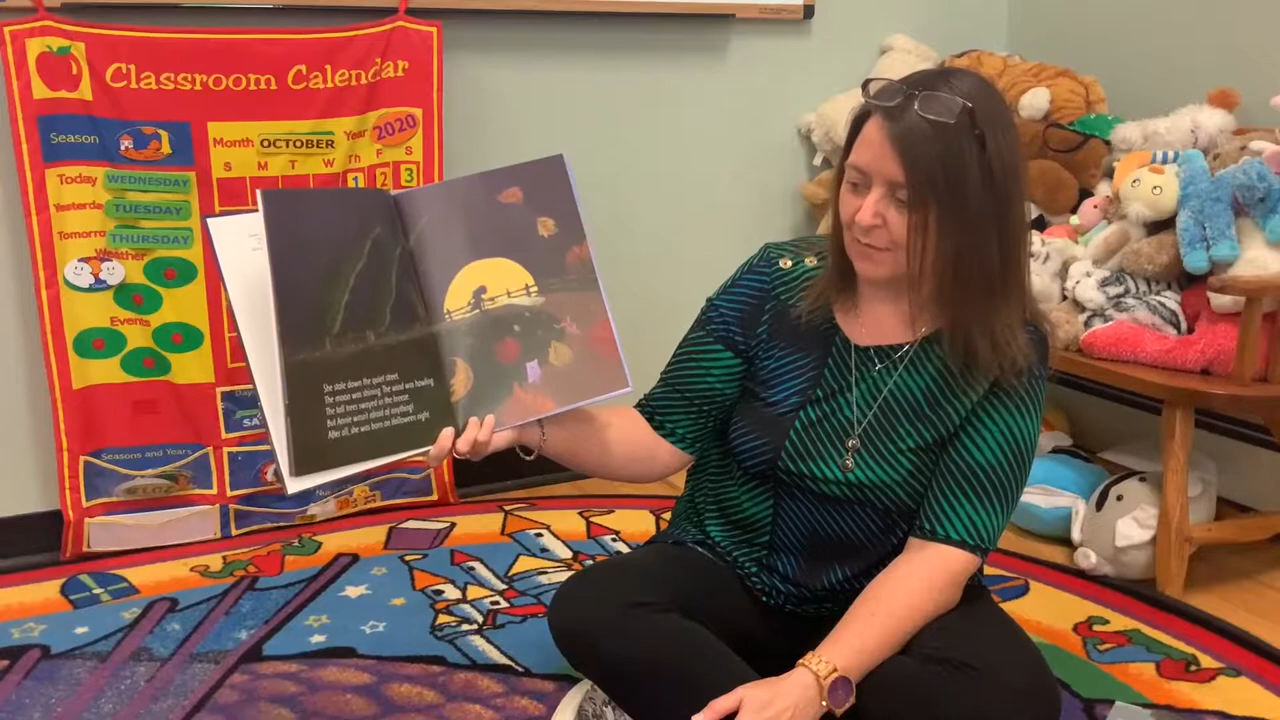 Classroom Calendar
Season
Month OCTOBER Year 2020
S M T W Th F S
1 2 3
Today WEDNESDAY
Yesterda TUESDAY
Tomorro THURSDAY
Weather
Events
Seasons and Years
She stole down the quiet street.
The moon was shining. The wind was howling.
The tall trees swayed in the breeze.
But Annie wasn't afraid of anything!
After all, she was born on Halloween night.